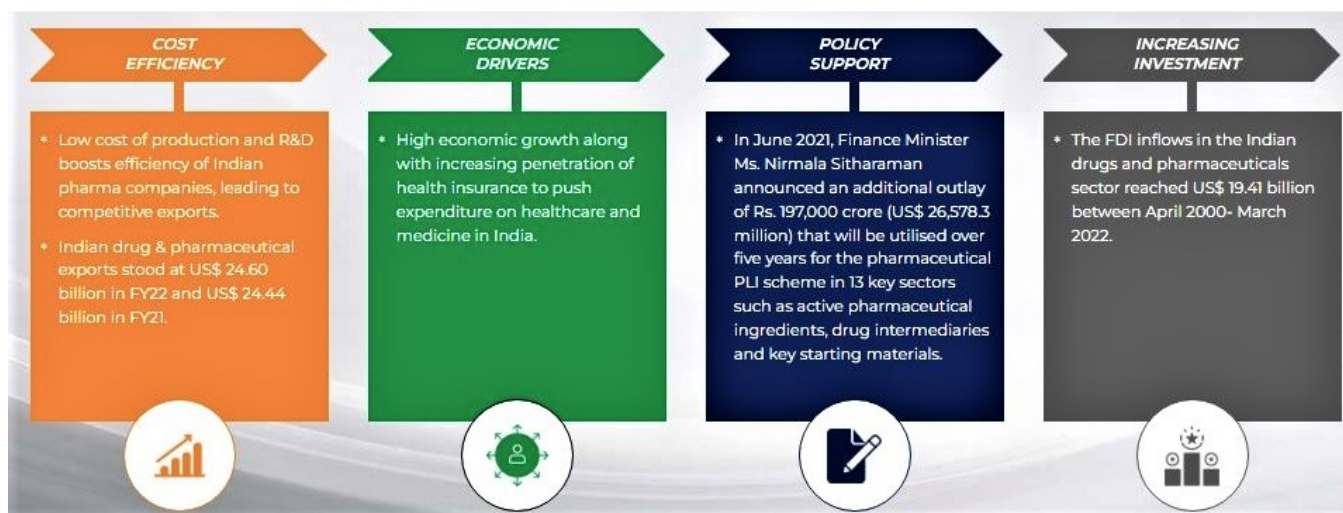 COST
EFFICIENCY
* Low cost of production and R&D
boosts efficiency of Indian
pharma companies, leading to
competitive exports.
* Indian drug & pharmaceutical
exports stood at US$ 24.60
billion in FY22 and US$ 24.44
billion in FY21.
ECONOMIC
DRIVERS
* High economic growth along
with increasing penetration of
health insurance to push
expenditure on healthcare and
medicine in India.
POLICY
SUPPORT
* In June 2021, Finance Minister
Ms. Nirmala Sitharaman
announced an additional outlay
of Rs. 197,000 crore (US$ 26,578.3
million) that will be utilised over
five years for the pharmaceutical
PLI scheme in 13 key sectors
such as active pharmaceutical
ingredients, drug intermediaries
and key starting materials.
INCREASING
INVESTMENT
* The FDI inflows in the Indian
drugs and pharmaceuticals
sector reached US$ 19.41 billion
between April 2000- March
2022.